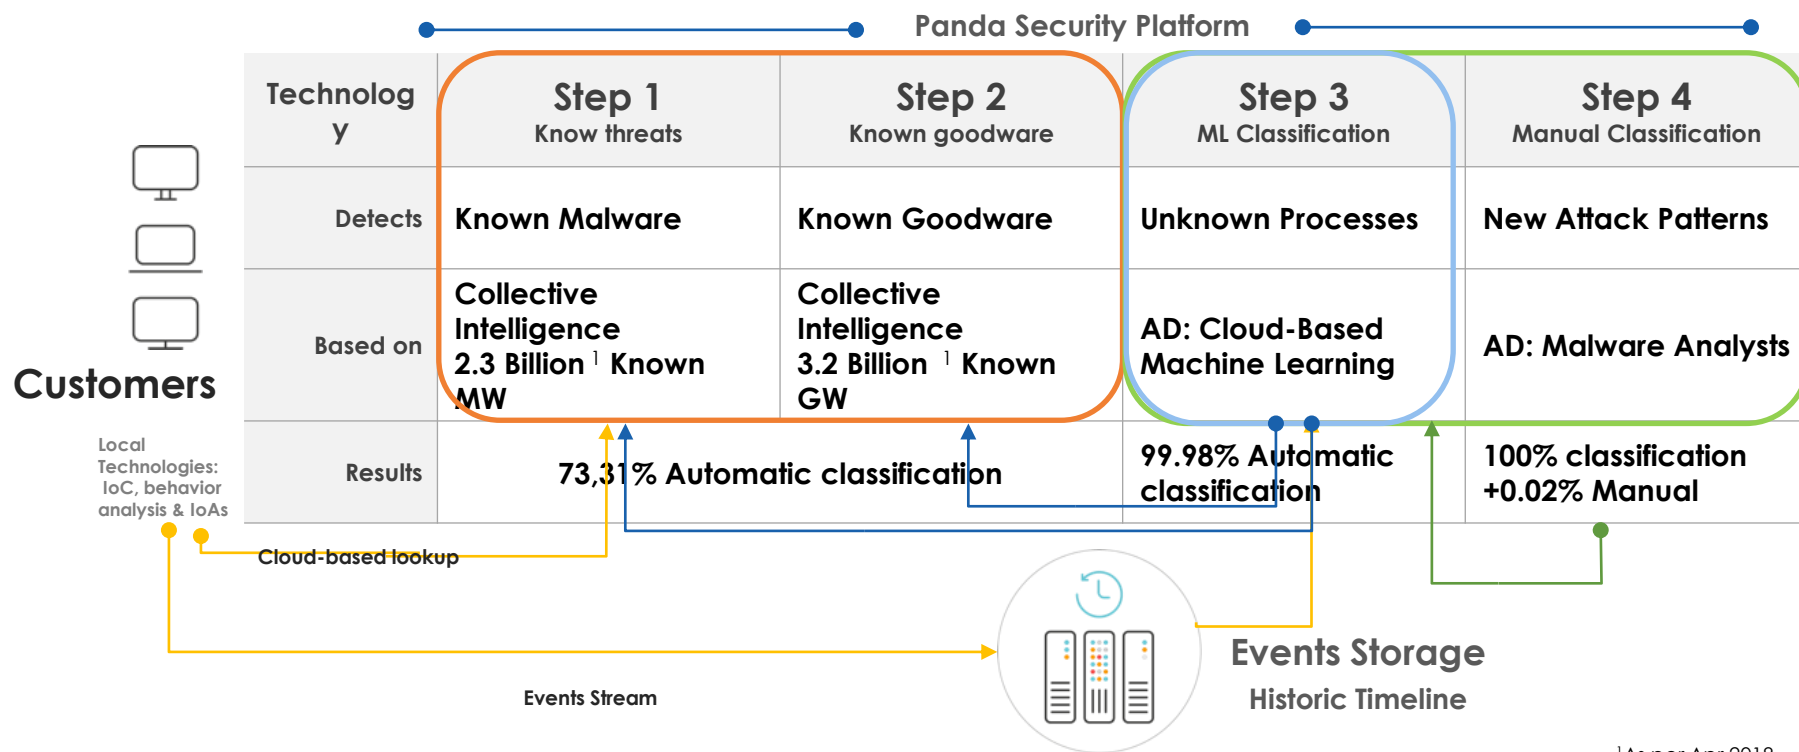 Panda Security Platform
Technolog
y
Step 1
Know threats
Step 2
Known goodware
Step 3
ML Classification
Step 4
Manual Classification
Detects
Known Malware
Known Goodware
Unknown Processes
New Attack Patterns
Based on
Collective
Intelligence
2.3 Billion 1 Known
MW
Collective
Intelligence
3.2 Billion 1 Known
GW
AD: Cloud-Based
Machine Learning
AD: Malware Analysts
Customers
Local
Technologies:
IoC, behavior
analysis & IoAs
Results
73,31% Automatic classification
99.98% Automatic
classification
100% classification
+0.02% Manual
Cloud-based lookup
Events Stream
Events Storage
Historic Timeline